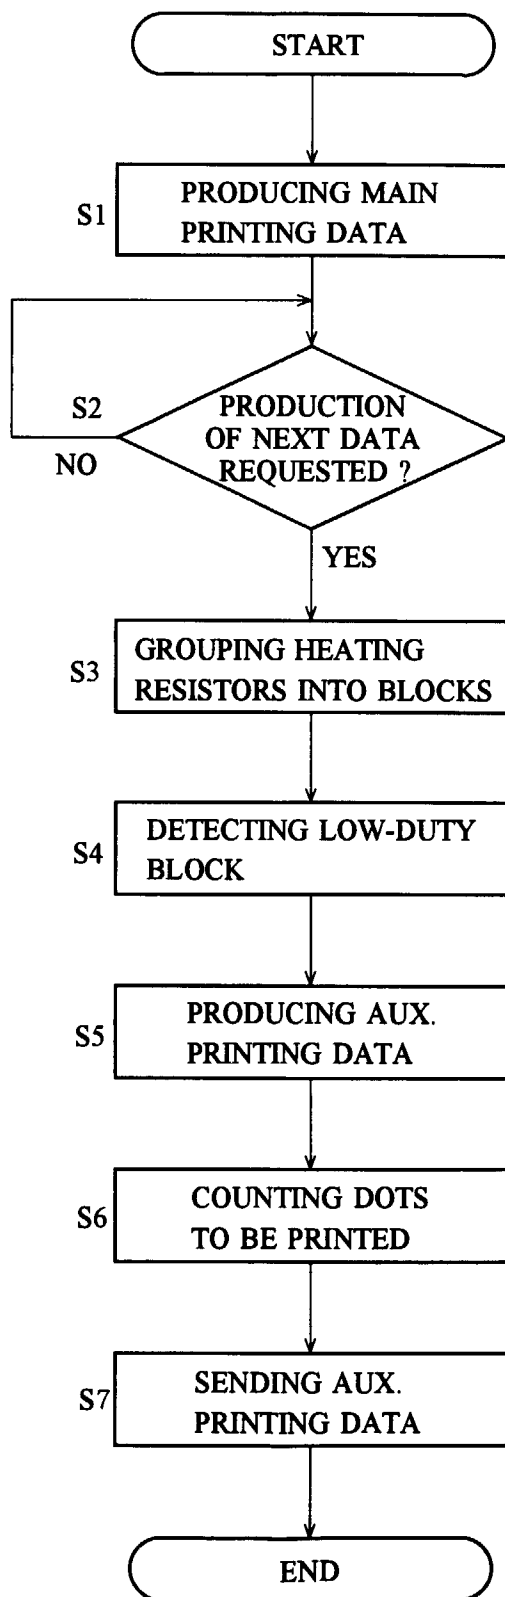 START
S1
PRODUCING MAIN
PRINTING DATA
S2
PRODUCTION
OF NEXT DATA
REQUESTED ?
NO
YES
S3
GROUPING HEATING
RESISTORS INTO BLOCKS
S4
DETECTING LOW-DUTY
BLOCK
S5
PRODUCING AUX.
PRINTING DATA
S6
COUNTING DOTS
TO BE PRINTED
S7
SENDING AUX.
PRINTING DATA
END